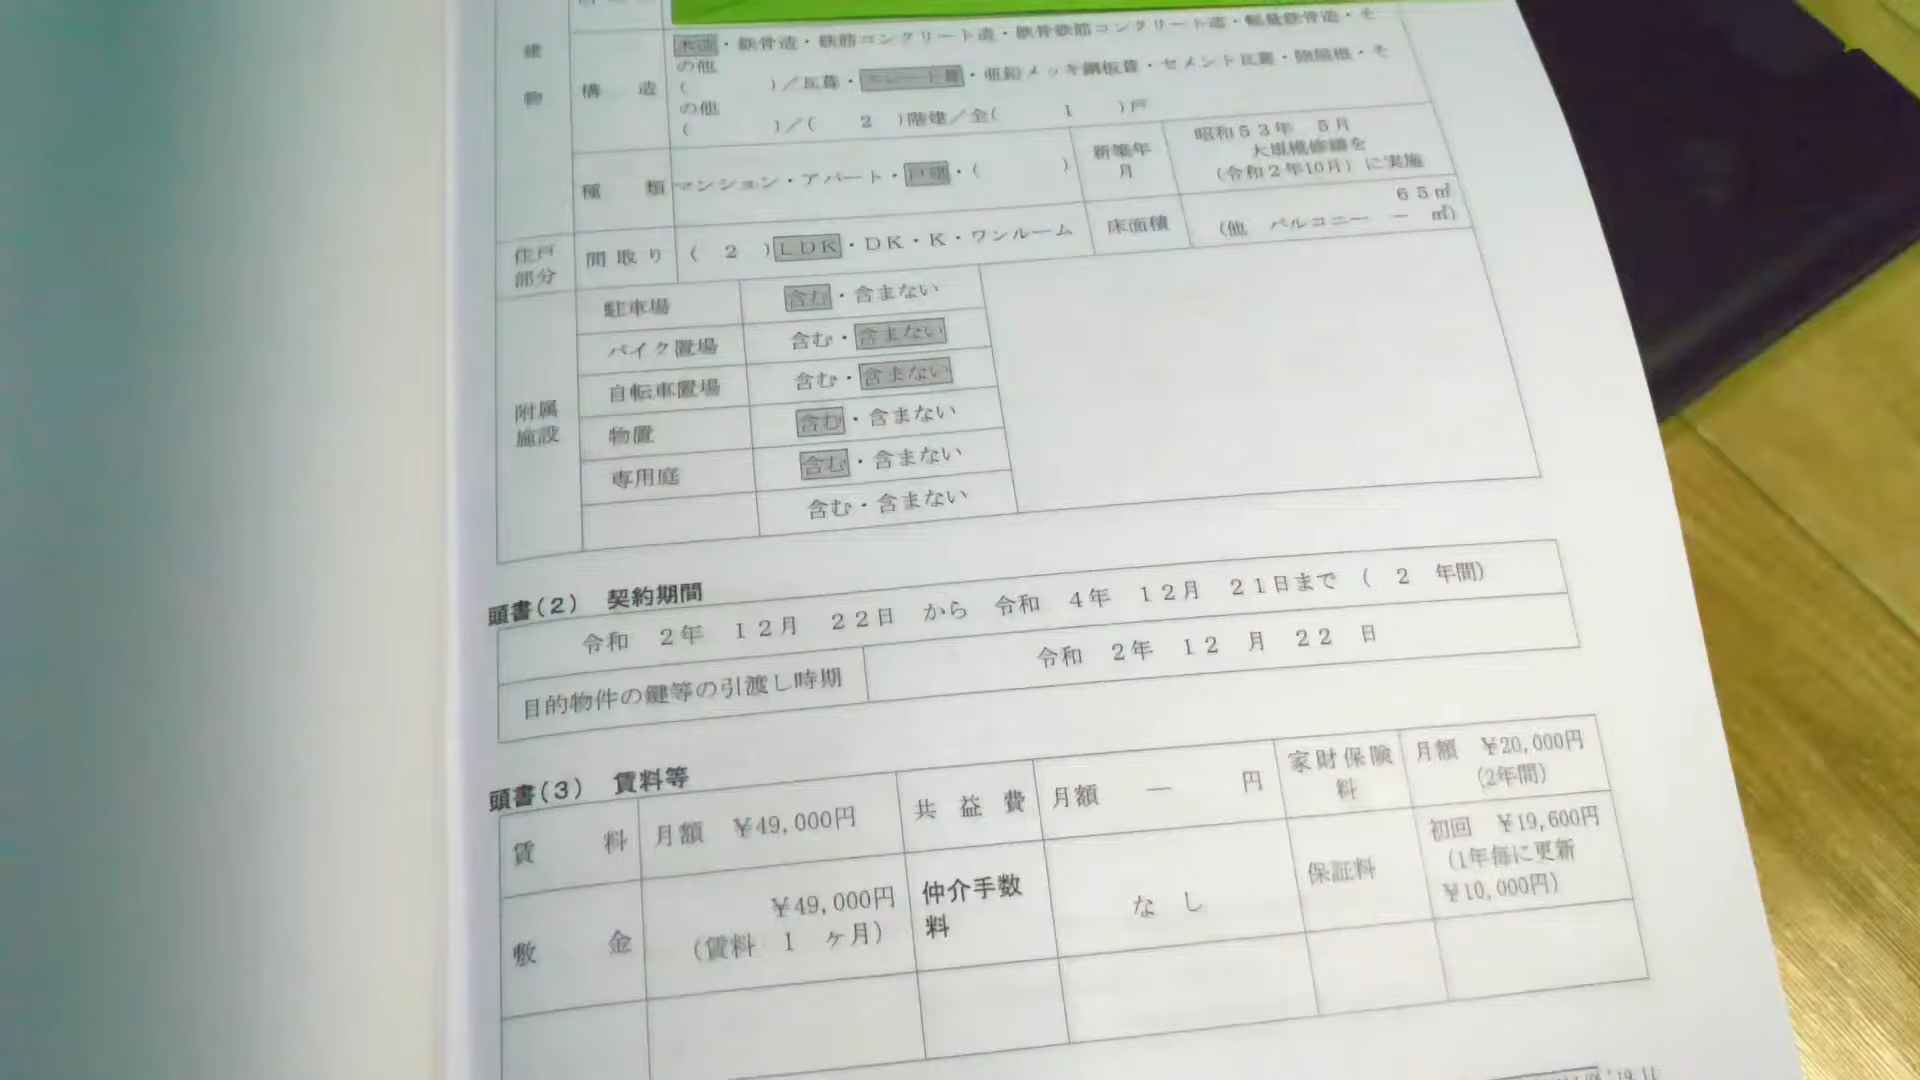 建
物
構　造
木造・鉄骨造・鉄筋コンクリート造・鉄骨鉄筋コンクリート造・軽量鉄骨造・そ
の他
(　　　)／瓦葺・スレート葺・亜鉛メッキ鋼板葺・セメント瓦葺・陸屋根・そ
の他
(　　　)／(　2　)階建／全(　1　)戸
種　類
マンション・アパート・戸建・(　　　)
新築年
月
昭和５３年　５月
大規模修繕を
（令和２年10月）に実施
住戸
部分
間取り
(　2　)ＬＤＫ・ＤＫ・Ｋ・ワンルーム
床面積
６５㎡
（他　バルコニー　－　㎡）
附属
施設
駐車場　含む・含まない
バイク置場　含む・含まない
自転車置場　含む・含まない
物置　含む・含まない
専用庭　含む・含まない
含む・含まない
頭書(２)　契約期間
令和　２年　１２月　２２日　から　令和　４年　１２月　２１日まで　(　２　年間)
目的物件の鍵等の引渡し時期　令和　２年　１２　月　２２　日
頭書(３)　賃料等
賃　料
月額　¥49,000円
共益費
月額　―　円
家財保険
料
月額　¥20,000円
(2年間)
敷　金
¥49,000円
(賃料　1　ヶ月)
仲介手数
料
なし
保証料
初回　¥19,600円
(1年毎に更新
¥10,000円)